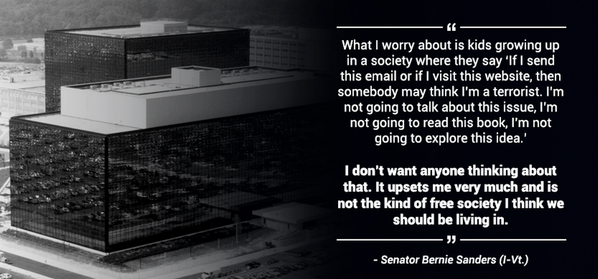 “
What I worry about is kids growing up
in a society where they say ‘If I send
this email or if I visit this website, then
somebody may think I'm a terrorist. I'm
not going to talk about this issue, I'm
not going to read this book, I'm not
going to explore this idea.’
I don't want anyone thinking about
that. It upsets me very much and is
not the kind of free society I think we
should be living in.
”
- Senator Bernie Sanders (I-Vt.)